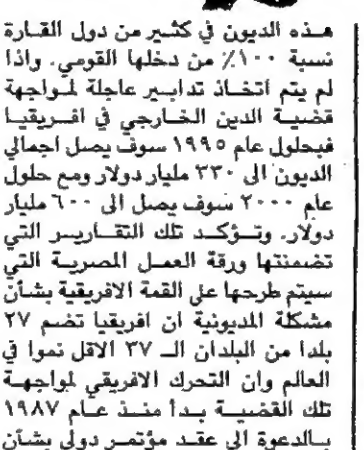 هذه الديون في كثير من دول القارة
نسبة ١٠٠٪ من دخلها القومي. واذا
لم يتم اتخاذ تدابير عاجلة لمواجهة
قضية الدين الخارجي في افريقيا
فبحلول عام ١٩٩٥ سوف يصل اجمالي
الديون الى ٣٣٠ مليار دولار ومع حلول
عام ٢٠٠٠ سوف يصل الى ٦٠٠ مليار
دولار. وتؤكد تلك التقارير التي
تضمنتها ورقة العمل المصرية التي
سيتم طرحها على القمة الافريقية بشأن
مشكلة المديونية ان افريقيا تضم ٢٧
بلدا من البلدان الـ ٣٧ الاقل نموا في
العالم وان التحرك الافريقي لمواجهة
تلك القضية بدأ منذ عام ١٩٨٧
بالدعوة الى عقد مؤتمر دولي بشأن